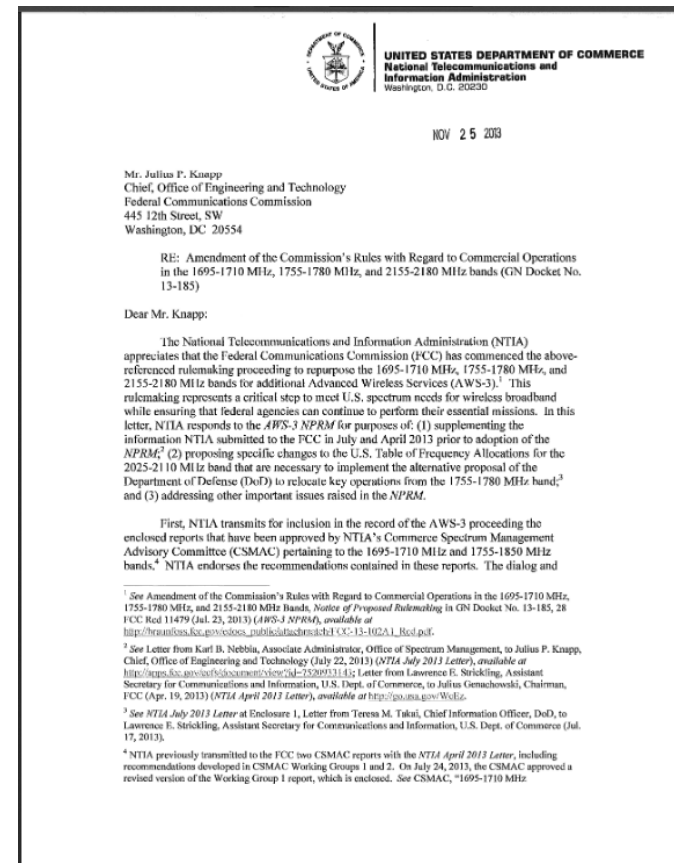 UNITED STATES DEPARTMENT OF COMMERCE
National Telecommunications and
Information Administration
Washington, D.C. 20230
NOV 25 2013
Mr. Julius P. Knapp
Chief, Office of Engineering and Technology
Federal Communications Commission
445 12th Street, SW
Washington, DC 20554
RE: Amendment of the Commission's Rules with Regard to Commercial Operations
in the 1695-1710 MHz, 1755-1780 MHz, and 2155-2180 MHz bands (GN Docket No.
13-185)
Dear Mr. Knapp:
The National Telecommunications and Information Administration (NTIA)
appreciates that the Federal Communications Commission (FCC) has commenced the above-
referenced rulemaking proceeding to repurpose the 1695-1710 MHz, 1755-1780 MHz, and
2155-2180 MHz bands for additional Advanced Wireless Services (AWS-3).1 This
rulemaking represents a critical step to meet U.S. spectrum needs for wireless broadband
while ensuring that federal agencies can continue to perform their essential missions. In this
letter, NTIA responds to the AWS-3 NPRM for purposes of: (1) supplementing the
information NTIA submitted to the FCC in July and April 2013 prior to adoption of the
NPRM;2 (2) proposing specific changes to the U.S. Table of Frequency Allocations for the
2025-2110 MHz band that are necessary to implement the alternative proposal of the
Department of Defense (DoD) to relocate key operations from the 1755-1780 MHz band;3
and (3) addressing other important issues raised in the NPRM.
First, NTIA transmits for inclusion in the record of the AWS-3 proceeding the
enclosed reports that have been approved by NTIA's Commerce Spectrum Management
Advisory Committee (CSMAC) pertaining to the 1695-1710 MHz and 1755-1850 MHz
bands.4 NTIA endorses the recommendations contained in these reports. The dialog and
1 See Amendment of the Commission's Rules with Regard to Commercial Operations in the 1695-1710 MHz,
1755-1780 MHz, and 2155-2180 MHz Bands, Notice of Proposed Rulemaking in GN Docket No. 13-185, 28
FCC Rcd 11479 (Jul. 23, 2013) (AWS-3 NPRM), available at
2 See Letter from Karl B. Nebbia, Associate Administrator, Office of Spectrum Management, to Julius P. Knapp,
Chief, Office of Engineering and Technology (July 22, 2013) (NTIA July 2013 Letter), available at
Letter from Lawrence E. Strickling, Assistant
Secretary for Communications and Information, U.S. Dept. of Commerce, to Julius Genachowski, Chairman,
FCC (Apr. 19, 2013) (NTIA April 2013 Letter), available at
3 See NTIA July 2013 Letter at Enclosure 1, Letter from Teresa M. Takai, Chief Information Officer, DoD, to
Lawrence E. Strickling, Assistant Secretary for Communications and Information, U.S. Dept. of Commerce (Jul.
17, 2013).
4 NTIA previously transmitted to the FCC two CSMAC reports with the NTIA April 2013 Letter, including
recommendations developed in CSMAC Working Groups 1 and 2. On July 24, 2013, the CSMAC approved a
revised version of the Working Group 1 report, which is enclosed. See CSMAC, "1695-1710 MHz